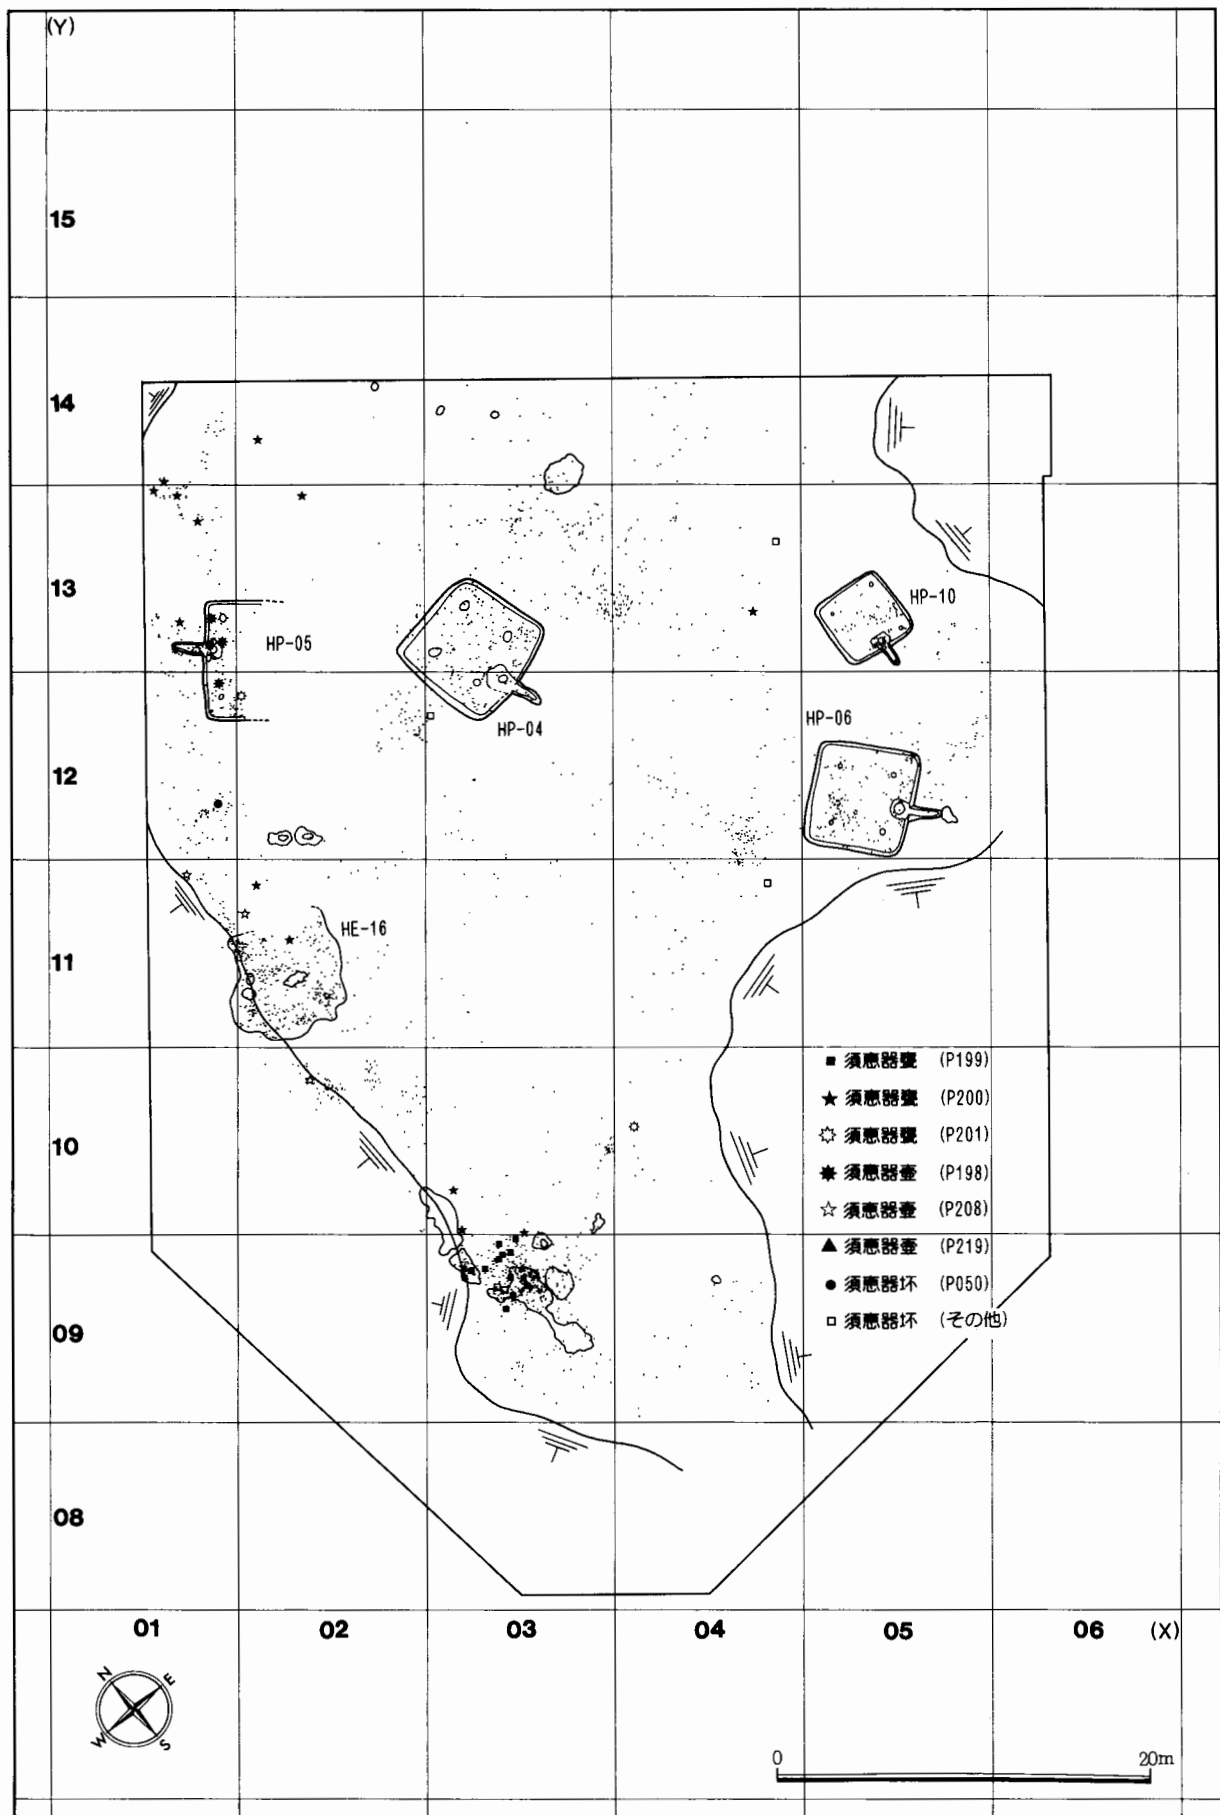 (Y)
15
14
13
HP-05
HP-04
HP-10
HP-06
12
HE-16
11
■ 須恵器甕 (P199)
★ 須恵器甕 (P200)
須恵器甕 (P201)
須恵器壺 (P198)
☆ 須恵器壺 (P208)
▲ 須恵器壺 (P219)
● 須恵器坏 (P050)
□ 須恵器坏 (その他)
10
09
08
01 02 03 04 05 06 (X)
N E
W S
0 20m